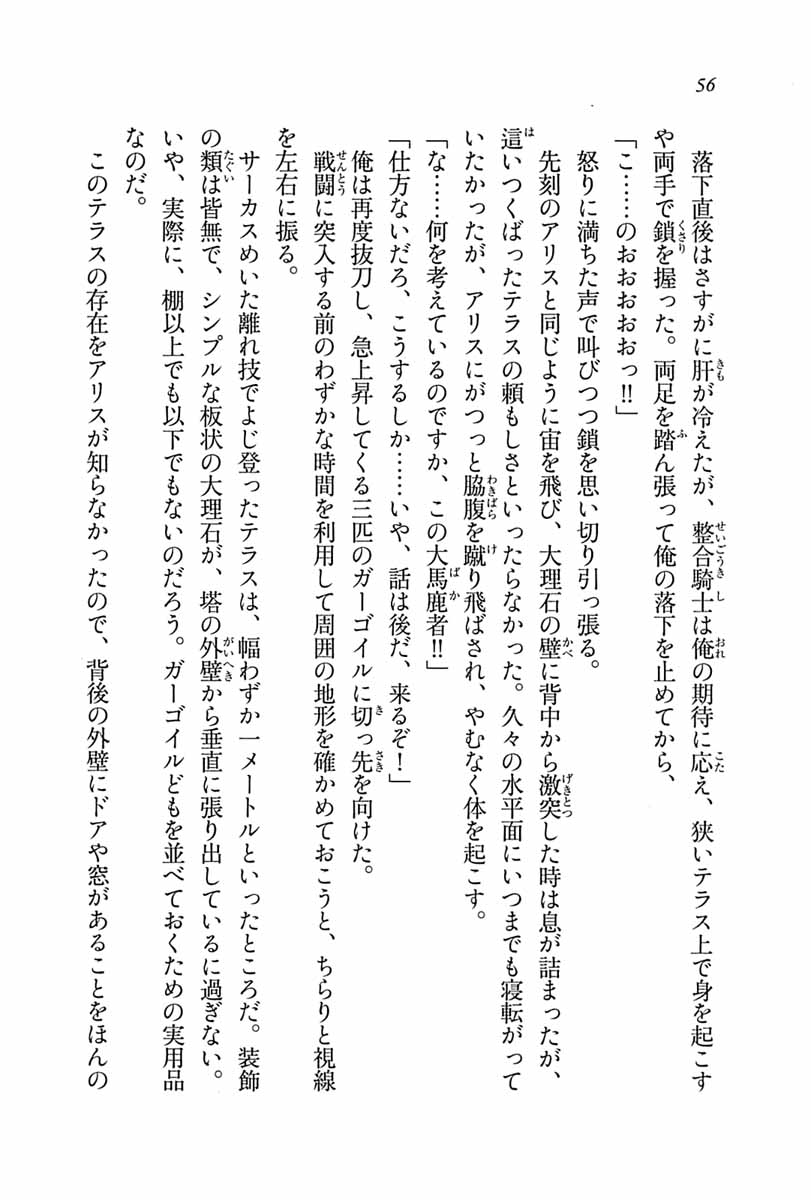 56
落下直後はさすがに肝が冷えたが、整合騎士は俺の期待に応え、狭いテラス上で身を起こす
や両手で鎖を握った。両足を踏ん張って俺の落下を止めてから、
「こ……のおおおおおっ‼」
怒りに満ちた声で叫びつつ鎖を思い切り引っ張る。
先刻のアリスと同じように宙を飛び、大理石の壁に背中から激突した時は息が詰まったが、
這いつくばったテラスの頼もしさといったらなかった。久々の水平面にいつまでも寝転がって
いたかったが、アリスにがつっと脇腹を蹴り飛ばされ、やむなく体を起こす。
「な……何を考えているのですか、この大馬鹿者‼」
「仕方ないだろ、こうするしか……いや、話は後だ、来るぞ！」
俺は再度抜刀し、急上昇してくる三匹のガーゴイルに切っ先を向けた。
戦闘に突入する前のわずかな時間を利用して周囲の地形を確かめておこうと、ちらりと視線
を左右に振る。
サーカスめいた離れ技でよじ登ったテラスは、幅わずか一メートルといったところだ。装飾
の類は皆無で、シンプルな板状の大理石が、塔の外壁から垂直に張り出しているに過ぎない。
いや、実際に、棚以上でも以下でもないのだろう。ガーゴイルどもを並べておくための実用品
なのだ。
このテラスの存在をアリスが知らなかったので、背後の外壁にドアや窓があることをほんの